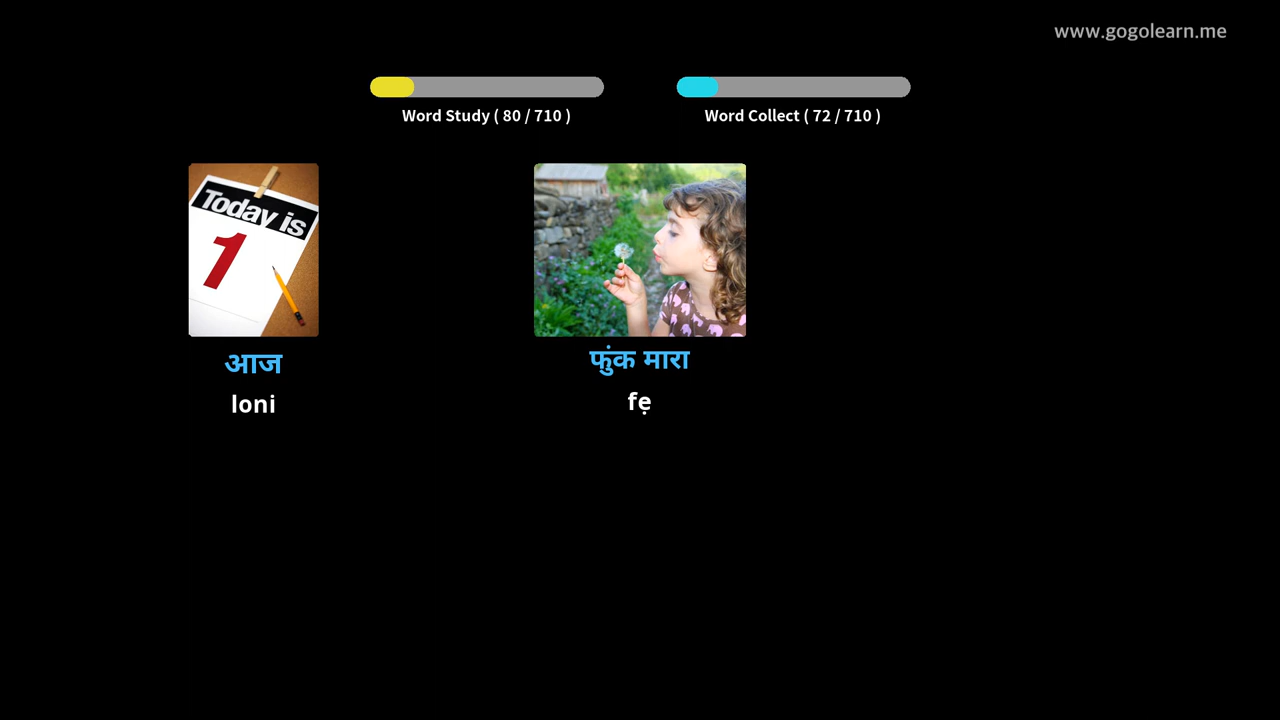 www.gogolearn.me
Word Study ( 80 / 710 )
Word Collect ( 72 / 710 )
Today is
1
आज
loni
फुंक मारा
fẹ